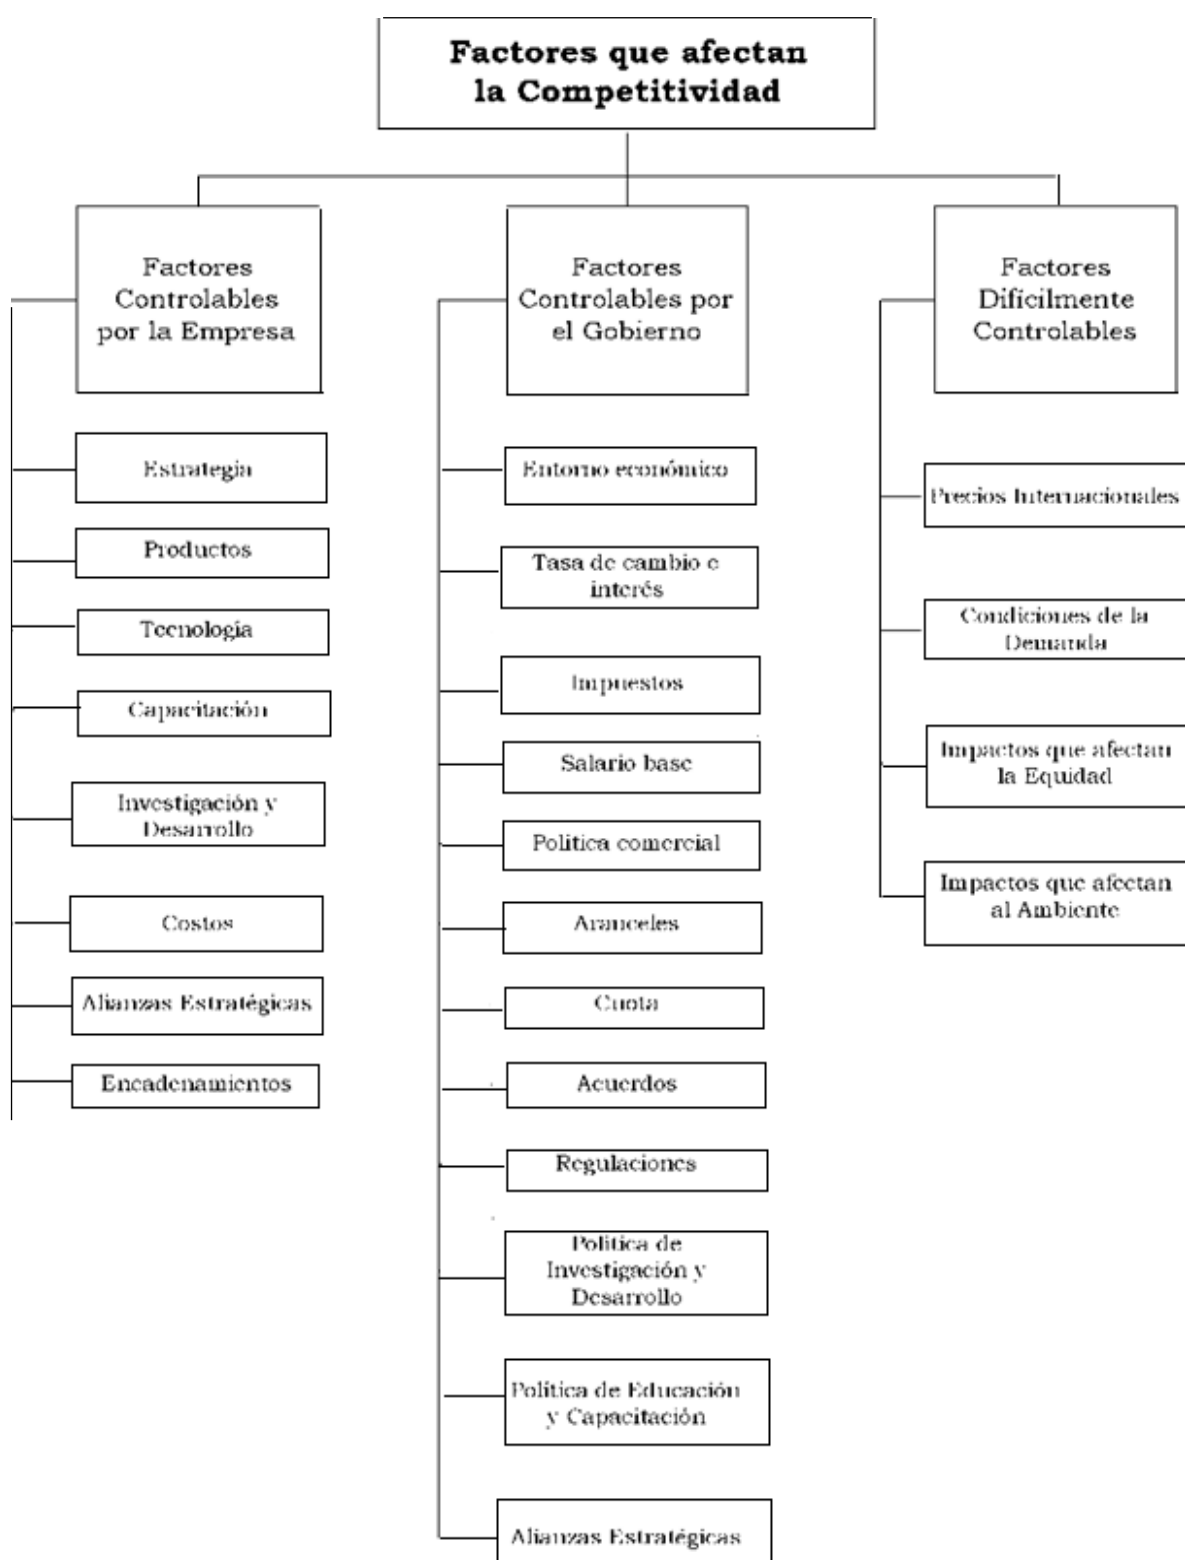 Factores que afectan
la Competitividad
Factores
Controlables
por la Empresa
Estrategia
Productos
Tecnología
Capacitación
Investigación y
Desarrollo
Costos
Alianzas Estratégicas
Encadenamientos
Factores
Controlables por
el Gobierno
Entorno económico
Tasa de cambio e
interés
Impuestos
Salario base
Política comercial
Aranceles
Cuota
Acuerdos
Regulaciones
Política de
Investigación y
Desarrollo
Política de Educación
y Capacitación
Alianzas Estratégicas
Factores
Difícilmente
Controlables
Precios Internacionales
Condiciones de la
Demanda
Impactos que afectan
la Equidad
Impactos que afectan
al Ambiente